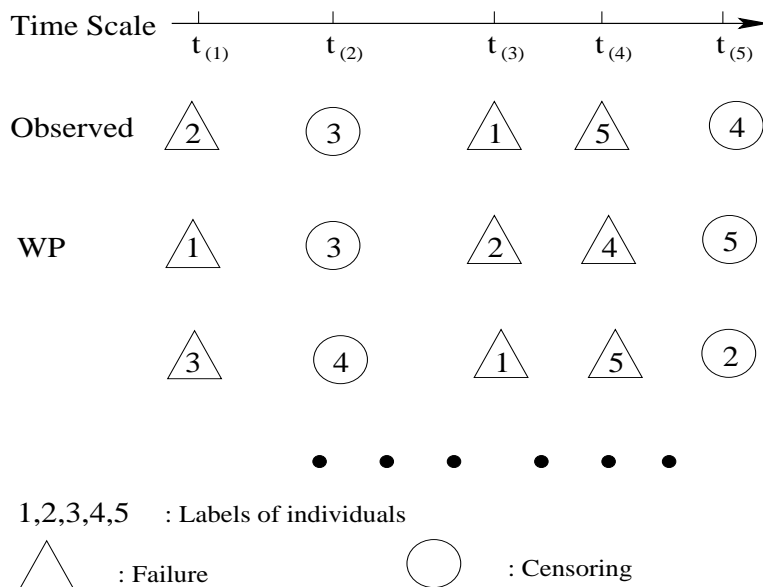 Time Scale
t (1) t (2) t (3) t (4) t (5)
Observed 2 3 1 5 4
WP 1 3 2 4 5
3 4 1 5 2
1,2,3,4,5 : Labels of individuals
: Failure : Censoring